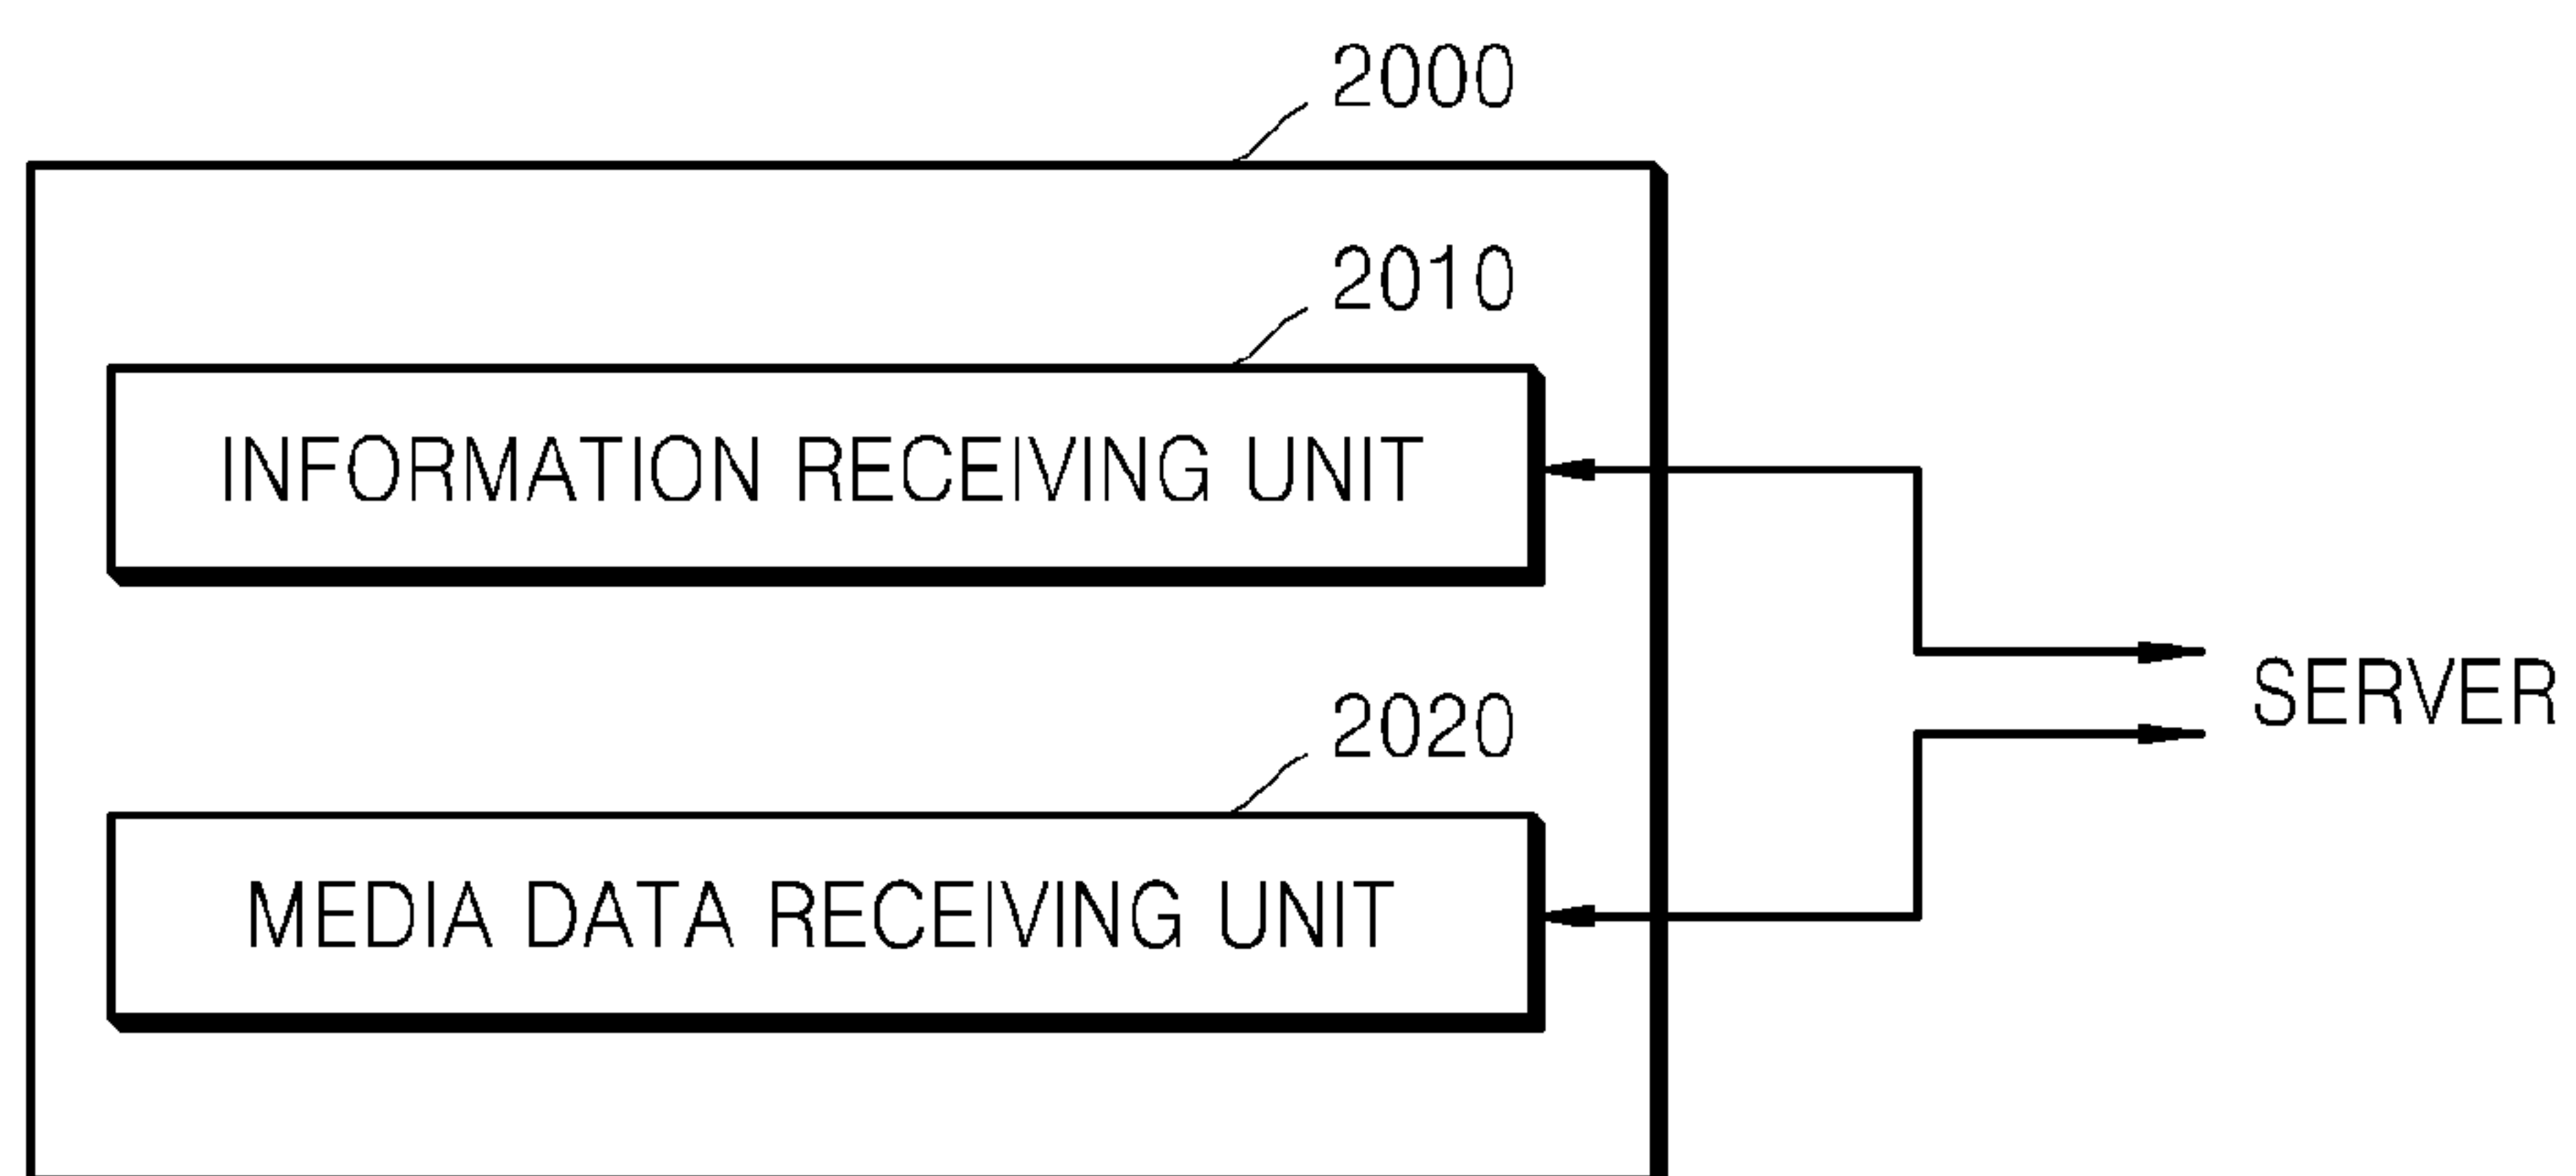 2000
2010
INFORMATION RECEIVING UNIT
SERVER
2020
MEDIA DATA RECEIVING UNIT